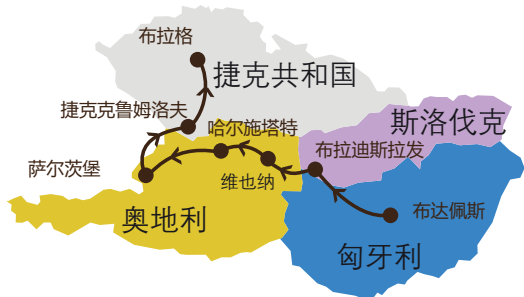 布拉格
捷克共和国
捷克克鲁姆洛夫
斯洛伐克
哈尔施塔特
布拉迪斯拉发
萨尔茨堡
维也纳
布达佩斯
奥地利
匈牙利